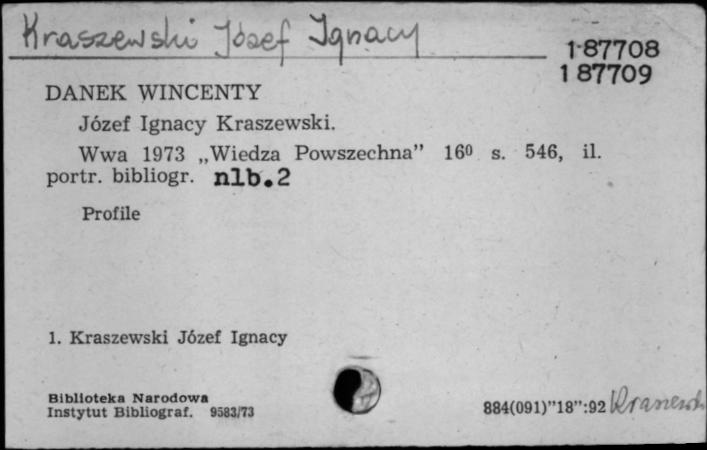 Kraszewski Józef Ignacy
1 87708
1 87709
DANEK WINCENTY
Józef Ignacy Kraszewski.
Wwa 1973 „Wiedza Powszechna” 16⁰ s. 546, il.
portr. bibliogr. nlb.2
Profile
1. Kraszewski Józef Ignacy
Biblioteka Narodowa
Instytut Bibliograf. 9583/73
884(091)”18”:92